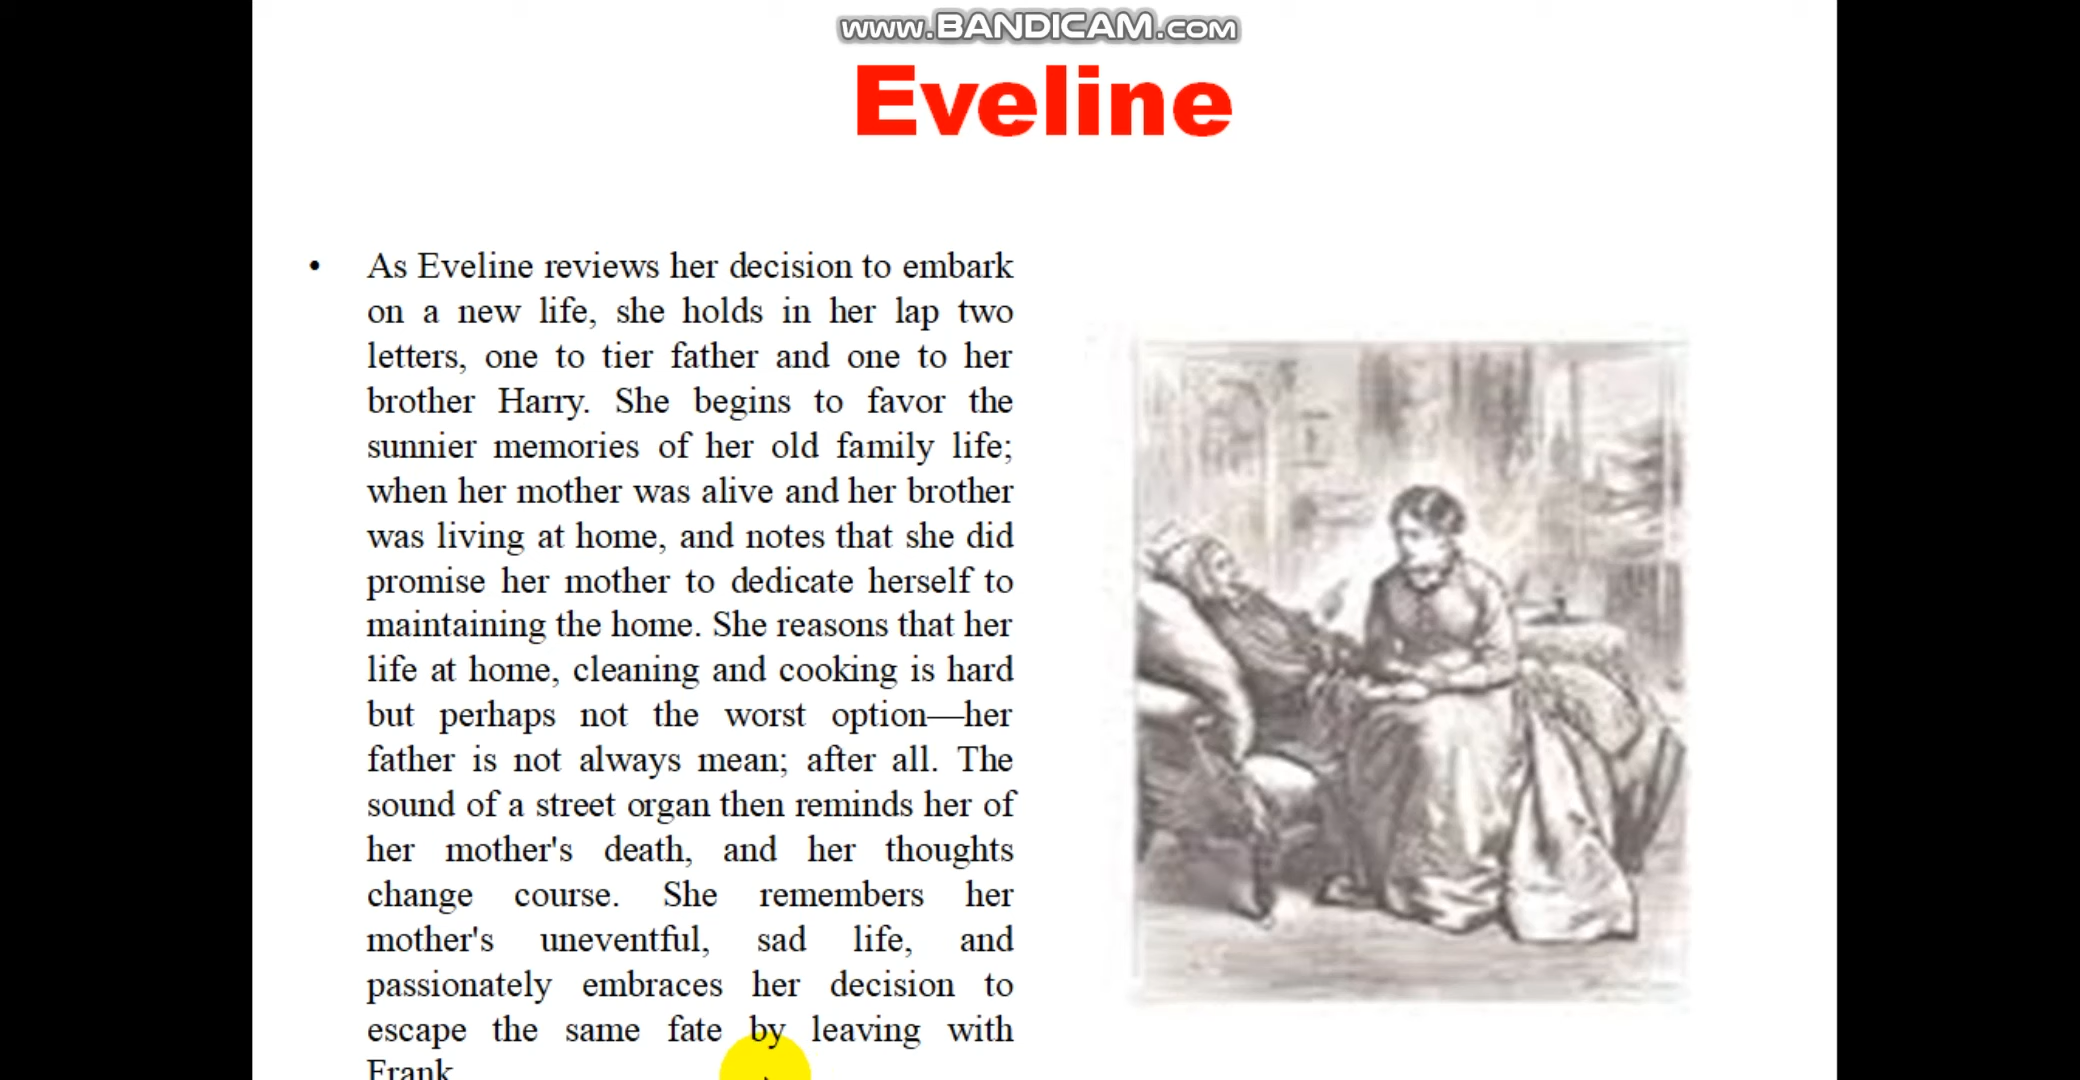 www.BANDICAM.com
Eveline
• As Eveline reviews her decision to embark
on a new life, she holds in her lap two
letters, one to tier father and one to her
brother Harry. She begins to favor the
sunnier memories of her old family life;
when her mother was alive and her brother
was living at home, and notes that she did
promise her mother to dedicate herself to
maintaining the home. She reasons that her
life at home, cleaning and cooking is hard
but perhaps not the worst option—her
father is not always mean; after all. The
sound of a street organ then reminds her of
her mother's death, and her thoughts
change course. She remembers her
mother's uneventful, sad life, and
passionately embraces her decision to
escape the same fate by leaving with
Frank